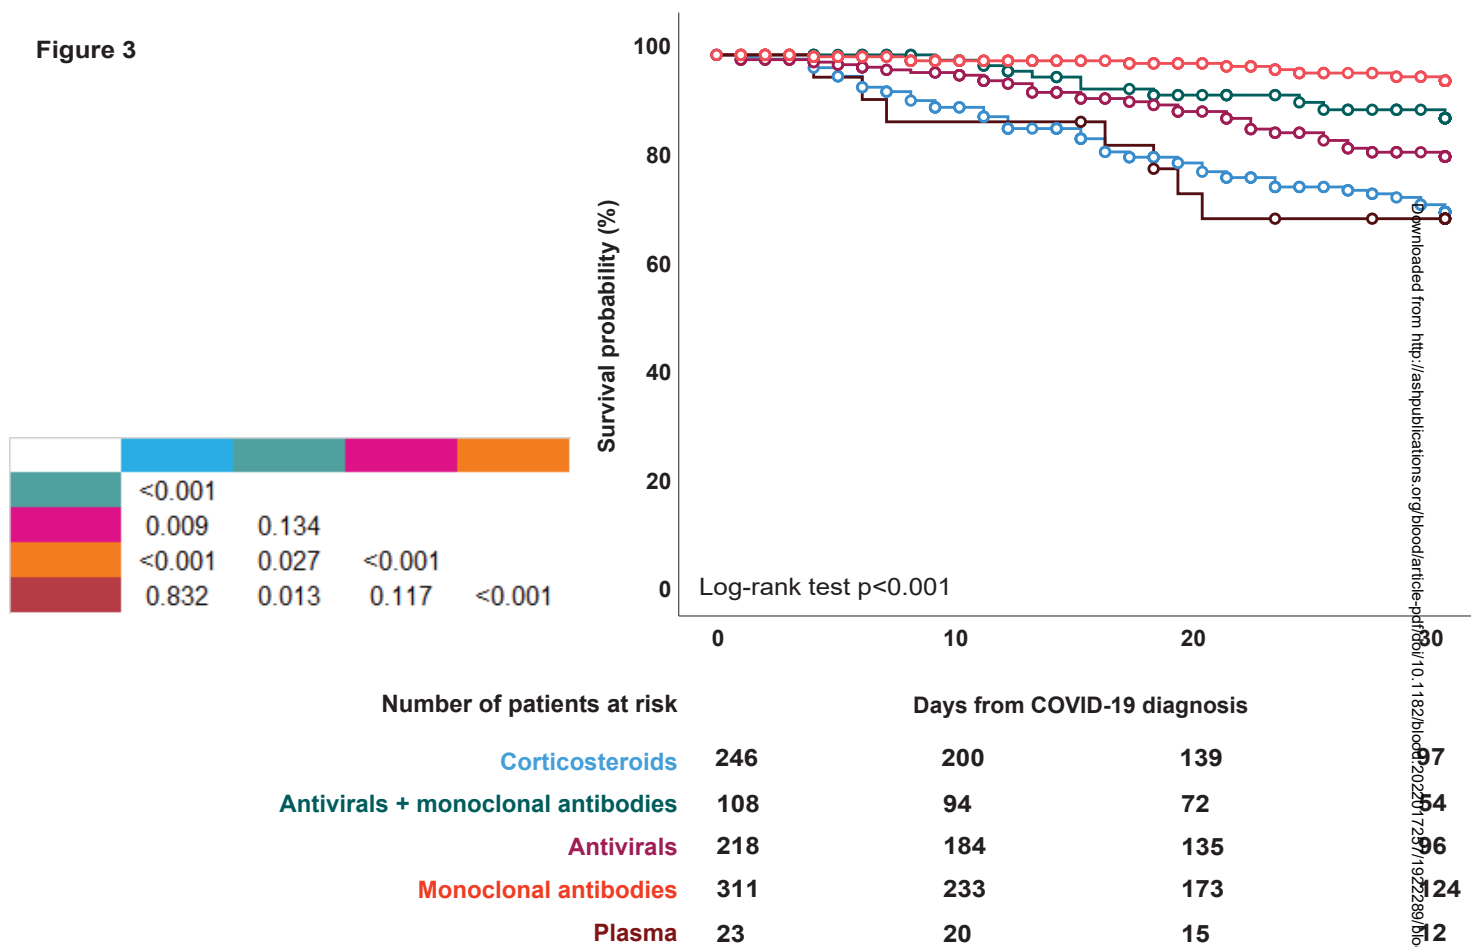 Figure 3
100
80
60
40
20
0
Survival probability (%)
Log-rank test p<0.001
0 10 20 30
<0.001
0.009 0.134
<0.001 0.027 <0.001
0.832 0.013 0.117 <0.001
Number of patients at risk
Days from COVID-19 diagnosis
Corticosteroids 246 200 139 97
Antivirals + monoclonal antibodies 108 94 72 54
Antivirals 218 184 135 96
Monoclonal antibodies 311 233 173 124
Plasma 23 20 15 12
Downloaded from http://ashpublications.org/blood/article-pdf/doi/10.1182/blood.2022017257/1922289/blo